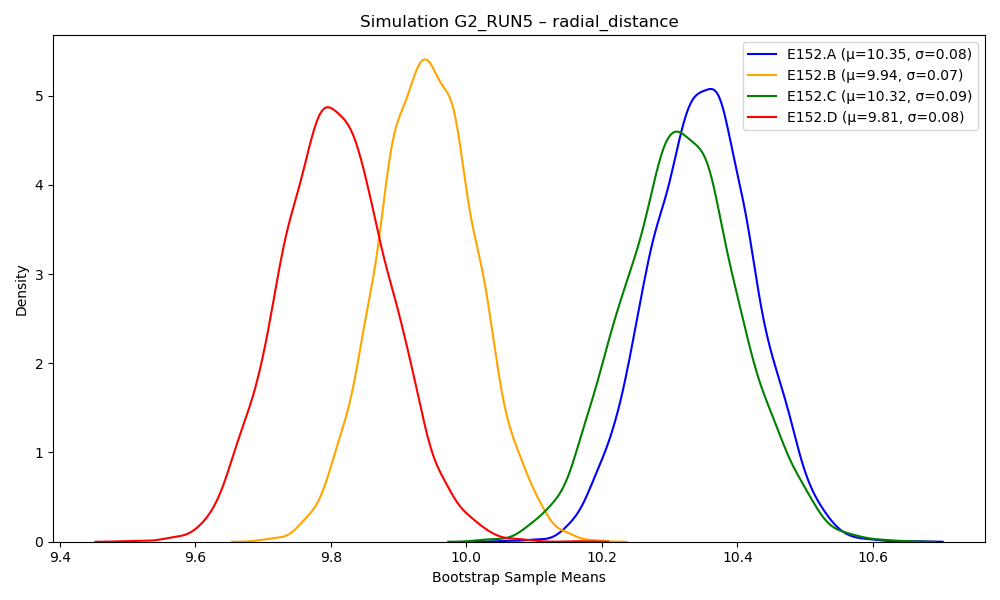 Simulation G2_RUN5 – radial_distance
E152.A (μ=10.35, σ=0.08)
E152.B (μ=9.94, σ=0.07)
E152.C (μ=10.32, σ=0.09)
E152.D (μ=9.81, σ=0.08)
Density
5
4
3
2
1
0
9.4 9.6 9.8 10.0 10.2 10.4 10.6
Bootstrap Sample Means